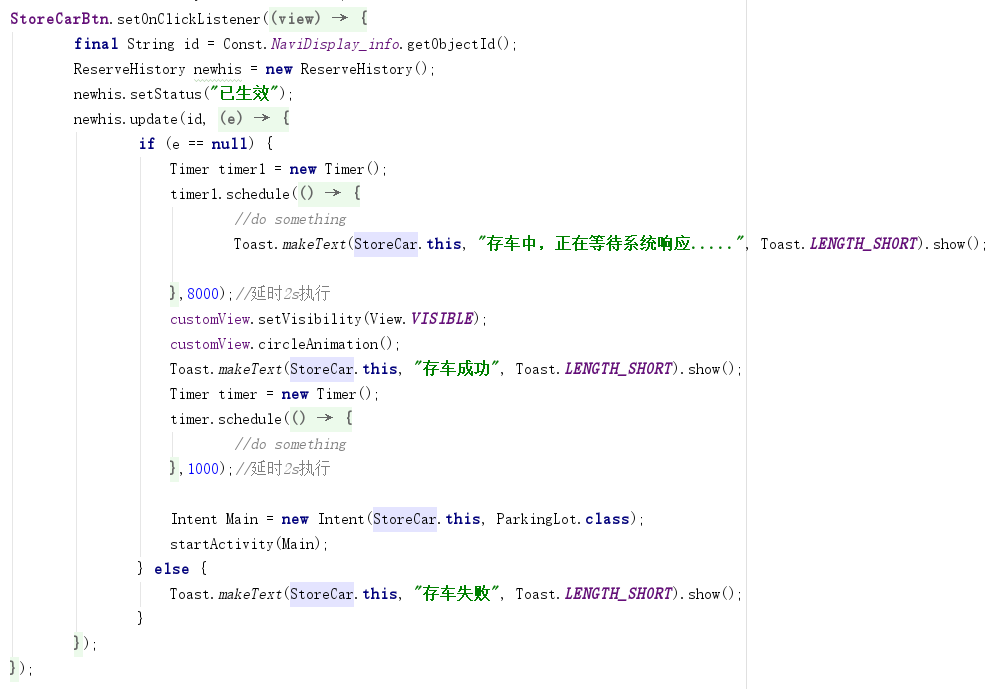 StoreCarBtn.setOnClickListener((view) → {
final String id = Const.NaviDisplay_info.getObjectId();
ReserveHistory newhis = new ReserveHistory();
newhis.setStatus("已生效");
newhis.update(id, (e) → {
if (e == null) {
Timer timer1 = new Timer();
timer1.schedule(() → {
//do something
Toast.makeText(StoreCar.this, "存车中，正在等待系统响应.....", Toast.LENGTH_SHORT).show();
},8000);//延时2s执行
customView.setVisibility(View.VISIBLE);
customView.circleAnimation();
Toast.makeText(StoreCar.this, "存车成功", Toast.LENGTH_SHORT).show();
Timer timer = new Timer();
timer.schedule(() → {
//do something
},1000);//延时2s执行
Intent Main = new Intent(StoreCar.this, ParkingLot.class);
startActivity(Main);
} else {
Toast.makeText(StoreCar.this, "存车失败", Toast.LENGTH_SHORT).show();
}
});
});